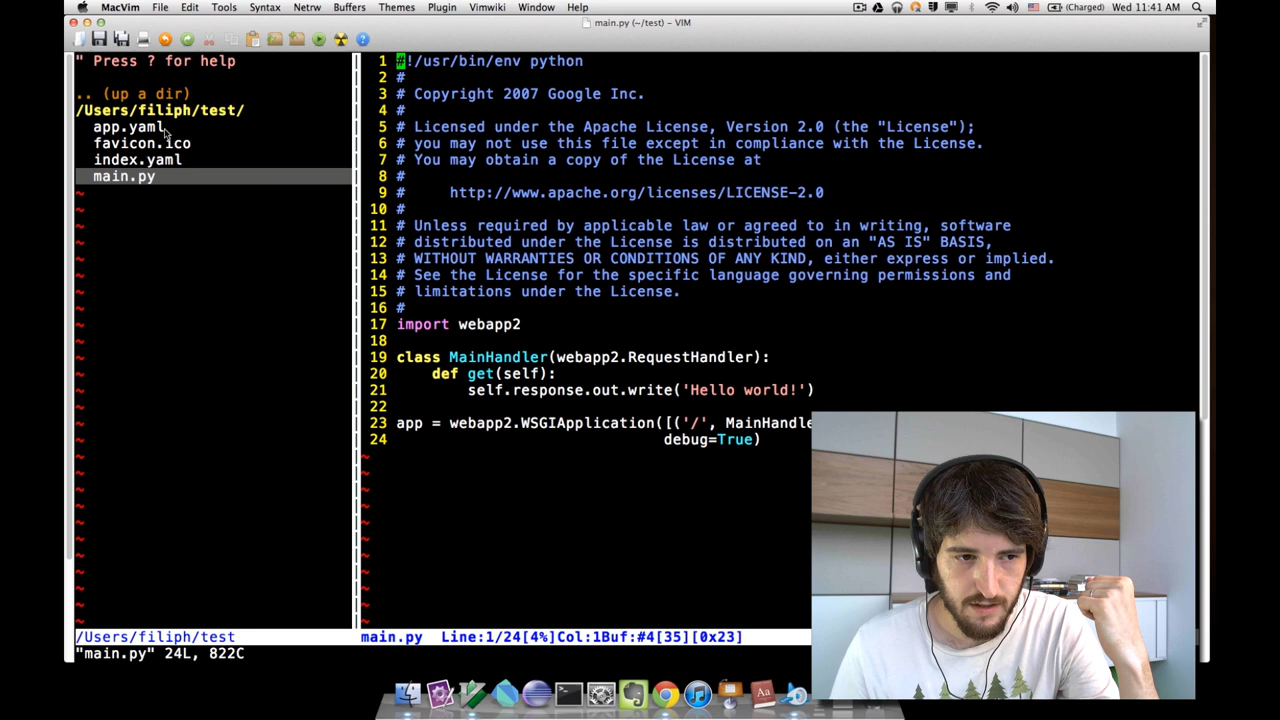 MacVim File Edit Tools Syntax Netrw Buffers Themes Plugin Vimwiki Window Help (Charged) Wed 11:41 AM
main.py (~/test) – VIM
" Press ? for help
.. (up a dir)
/Users/filiph/test/
app.yaml
favicon.ico
index.yaml
main.py
1 #!/usr/bin/env python
2 #
3 # Copyright 2007 Google Inc.
4 #
5 # Licensed under the Apache License, Version 2.0 (the "License");
6 # you may not use this file except in compliance with the License.
7 # You may obtain a copy of the License at
8 #
9 #     http://www.apache.org/licenses/LICENSE-2.0
10 #
11 # Unless required by applicable law or agreed to in writing, software
12 # distributed under the License is distributed on an "AS IS" BASIS,
13 # WITHOUT WARRANTIES OR CONDITIONS OF ANY KIND, either express or implied.
14 # See the License for the specific language governing permissions and
15 # limitations under the License.
16 #
17 import webapp2
18
19 class MainHandler(webapp2.RequestHandler):
20     def get(self):
21         self.response.out.write('Hello world!')
22
23 app = webapp2.WSGIApplication([('/', MainHandle
24                               debug=True)
/Users/filiph/test
main.py Line:1/24[4%]Col:1Buf:#4[35][0x23]
"main.py" 24L, 822C
Aa